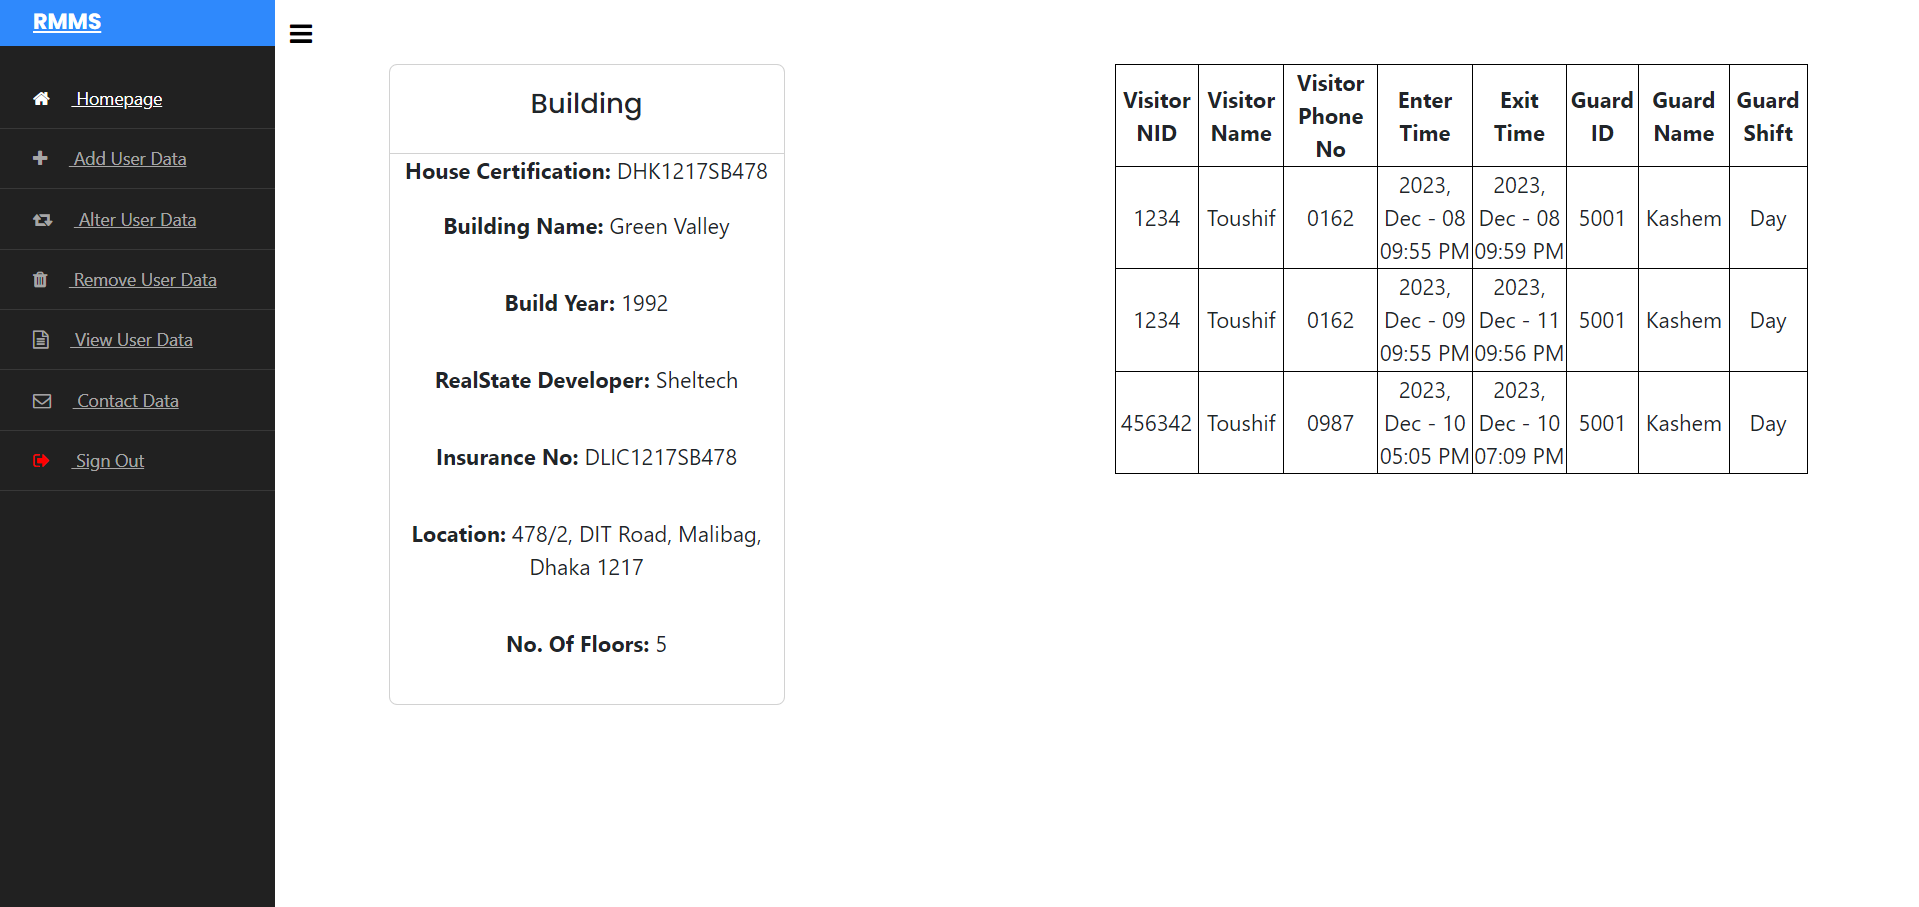 RMMS
Homepage
Add User Data
Alter User Data
Remove User Data
View User Data
Contact Data
Sign Out
Building
House Certification: DHK1217SB478
Building Name: Green Valley
Build Year: 1992
RealState Developer: Sheltech
Insurance No: DLIC1217SB478
Location: 478/2, DIT Road, Malibag,
Dhaka 1217
No. Of Floors: 5
Visitor NID Visitor Name Visitor Phone No Enter Time Exit Time Guard ID Guard Name Guard Shift
1234 Toushif 0162 2023, Dec - 08 09:55 PM 2023, Dec - 08 09:59 PM 5001 Kashem Day
1234 Toushif 0162 2023, Dec - 09 09:55 PM 2023, Dec - 11 09:56 PM 5001 Kashem Day
456342 Toushif 0987 2023, Dec - 10 05:05 PM 2023, Dec - 10 07:09 PM 5001 Kashem Day